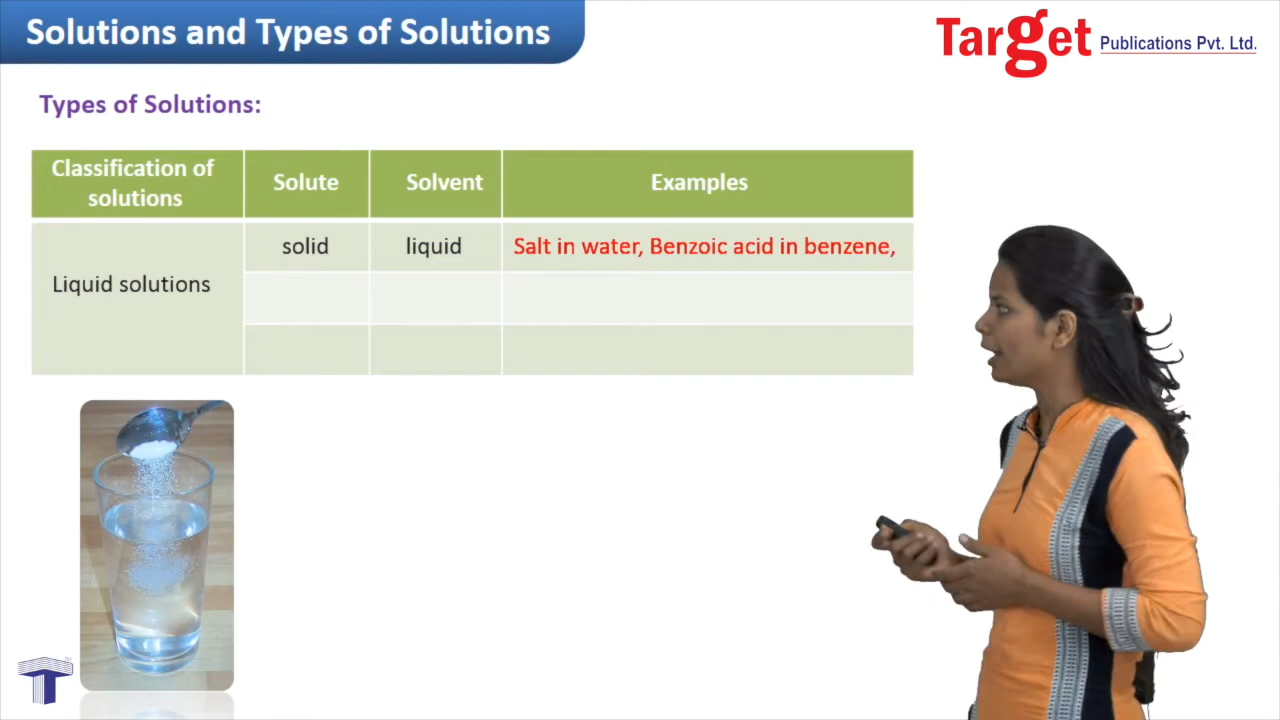 Solutions and Types of Solutions
Target Publications Pvt. Ltd.
Types of Solutions:
Classification of
solutions
Solute
Solvent
Examples
Liquid solutions
solid
liquid
Salt in water, Benzoic acid in benzene,